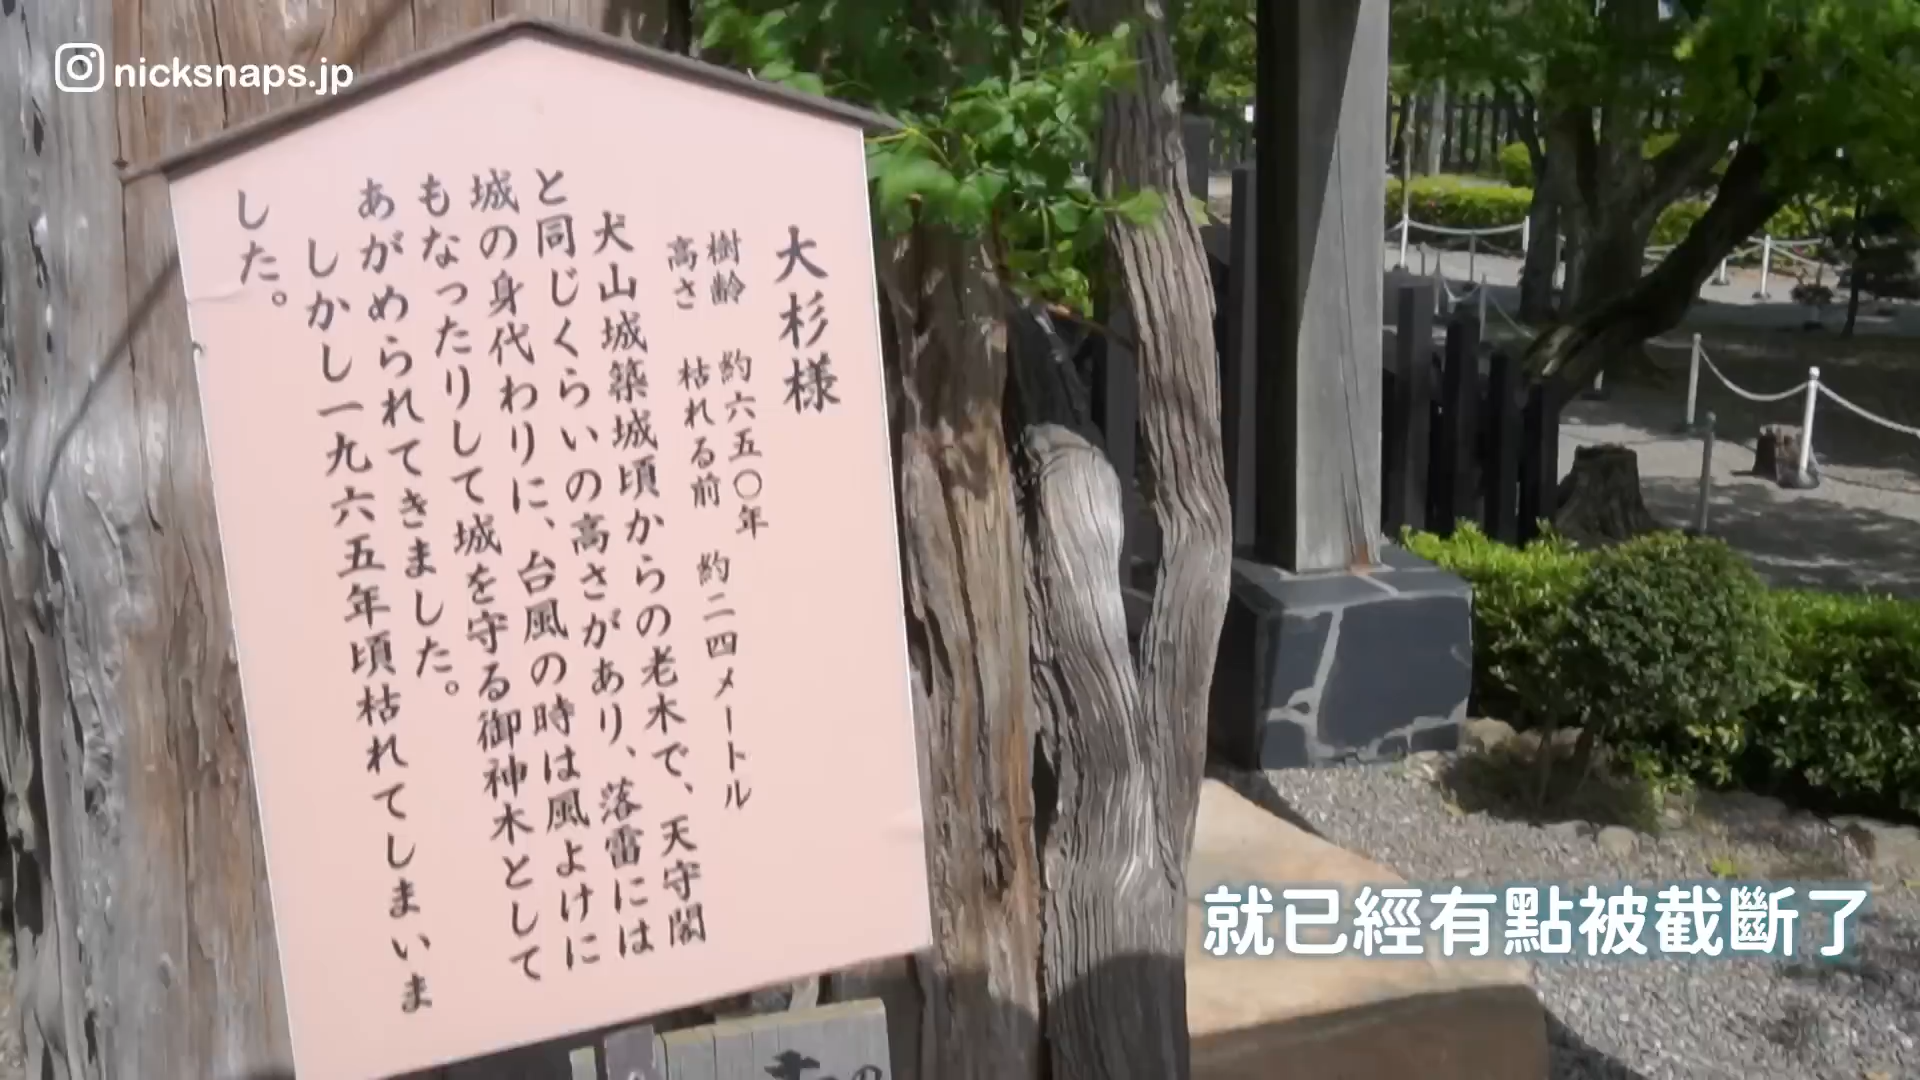 nicksnaps.jp
大杉様
樹齢 約六五〇年
高さ 枯れる前 約二四メートル
犬山城築城頃からの老木で、天守閣
と同じくらいの高さがあり、落雷には
城の身代わりに、台風の時は風よけに
もなったりして城を守る御神木として
あがめられてきました。
しかし一九六五年頃枯れてしまいま
した。
就已經有點被截斷了